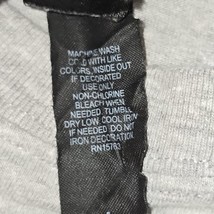 MACHINE WASH
COLD WITH LIKE
COLORS, INSIDE OUT
IF DECORATED
USE ONLY
NON-CHLORINE
BLEACH WHEN
NEEDED TUMBLE
DRY LOW, COOL IRON
IF NEEDED, DO NOT
IRON DECORATION
RN15763